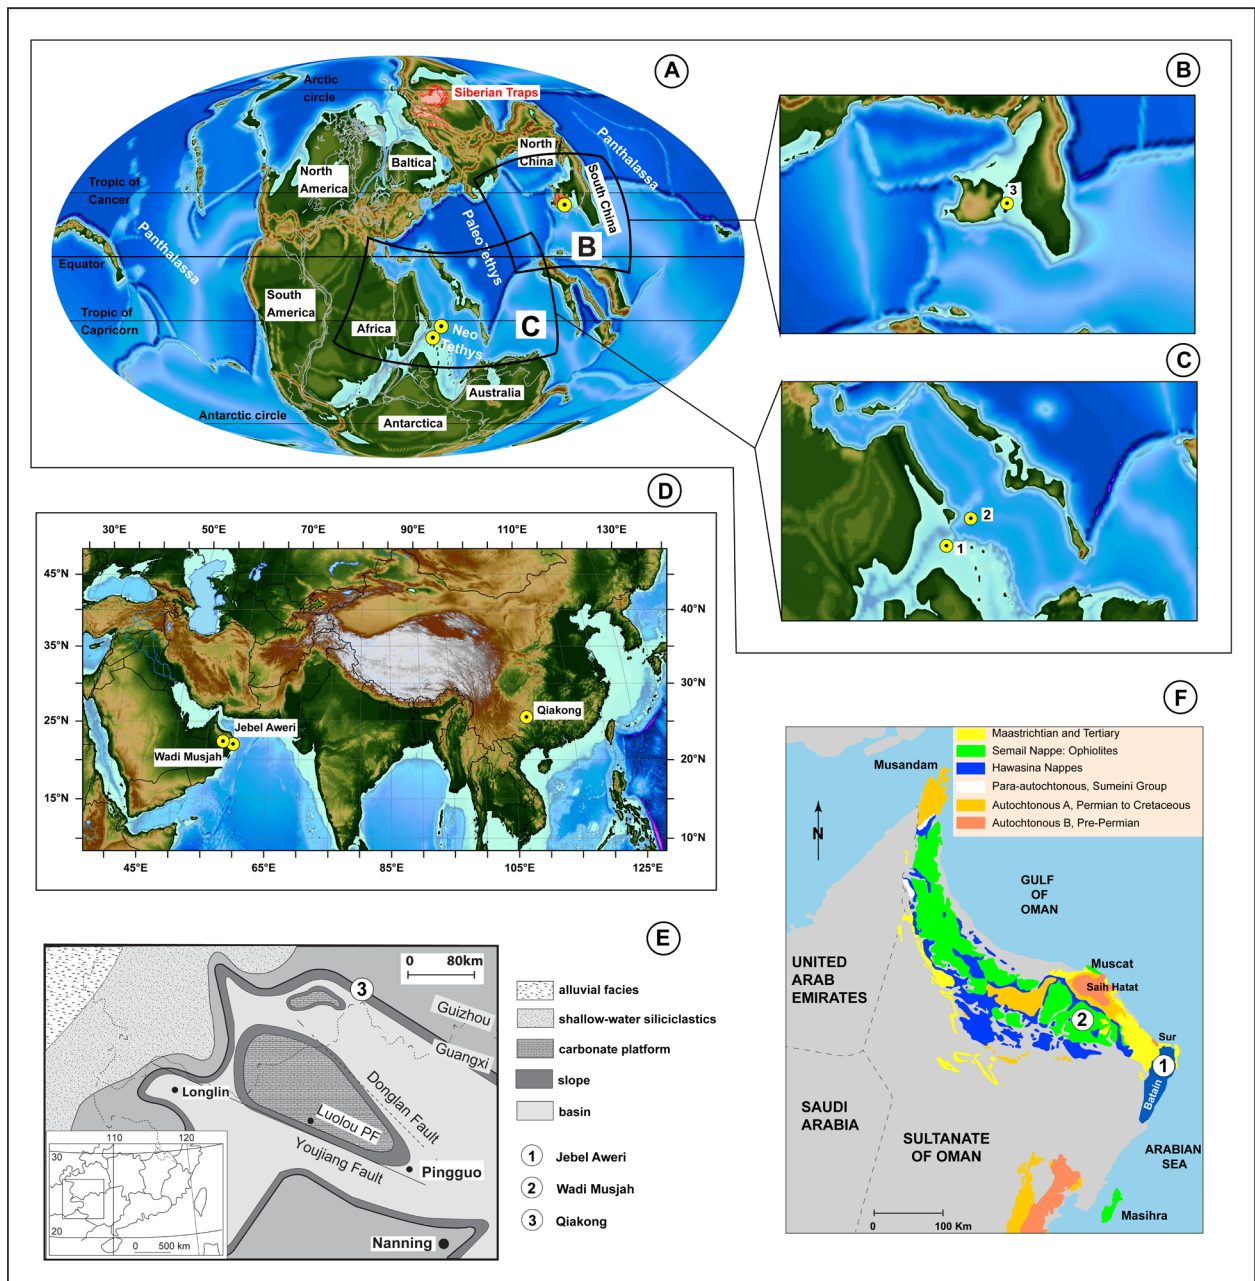 A
Arctic
circle
Siberian Traps
North
America
Baltica
North
China
Panthalassa
South China
Tropic of
Cancer
Panthalassa
Paleo Tethys
B
Equator
South
America
Tropic of
Capricorn
Africa
Neo
Tethys
C
Australia
Antarctic circle
Antarctica
B
3
C
2
1
D
30°E 50°E 70°E 90°E 110°E 130°E
45°N
35°N
25°N
15°N
40°N
30°N
20°N
10°N
Qiakong
Jebel Aweri
Wadi Musjah
45°E 65°E 85°E 105°E 125°E
E
0 80km
3
Guizhou
Guangxi
Longlin
Donglan Fault
Luolou PF
Youjiang Fault
Pingguo
Nanning
110 120
30
20
0 500 km
alluvial facies
shallow-water siliciclastics
carbonate platform
slope
basin
1 Jebel Aweri
2 Wadi Musjah
3 Qiakong
F
Maastrichtian and Tertiary
Semail Nappe: Ophiolites
Hawasina Nappes
Para-autochtonous, Sumeini Group
Autochtonous A, Permian to Cretaceous
Autochtonous B, Pre-Permian
Musandam
N
GULF
OF
OMAN
UNITED
ARAB
EMIRATES
Muscat
Saih Hatat
2
Sur
1
Batain
SAUDI
ARABIA
SULTANATE
OF OMAN
ARABIAN
SEA
Masihra
0 100 Km